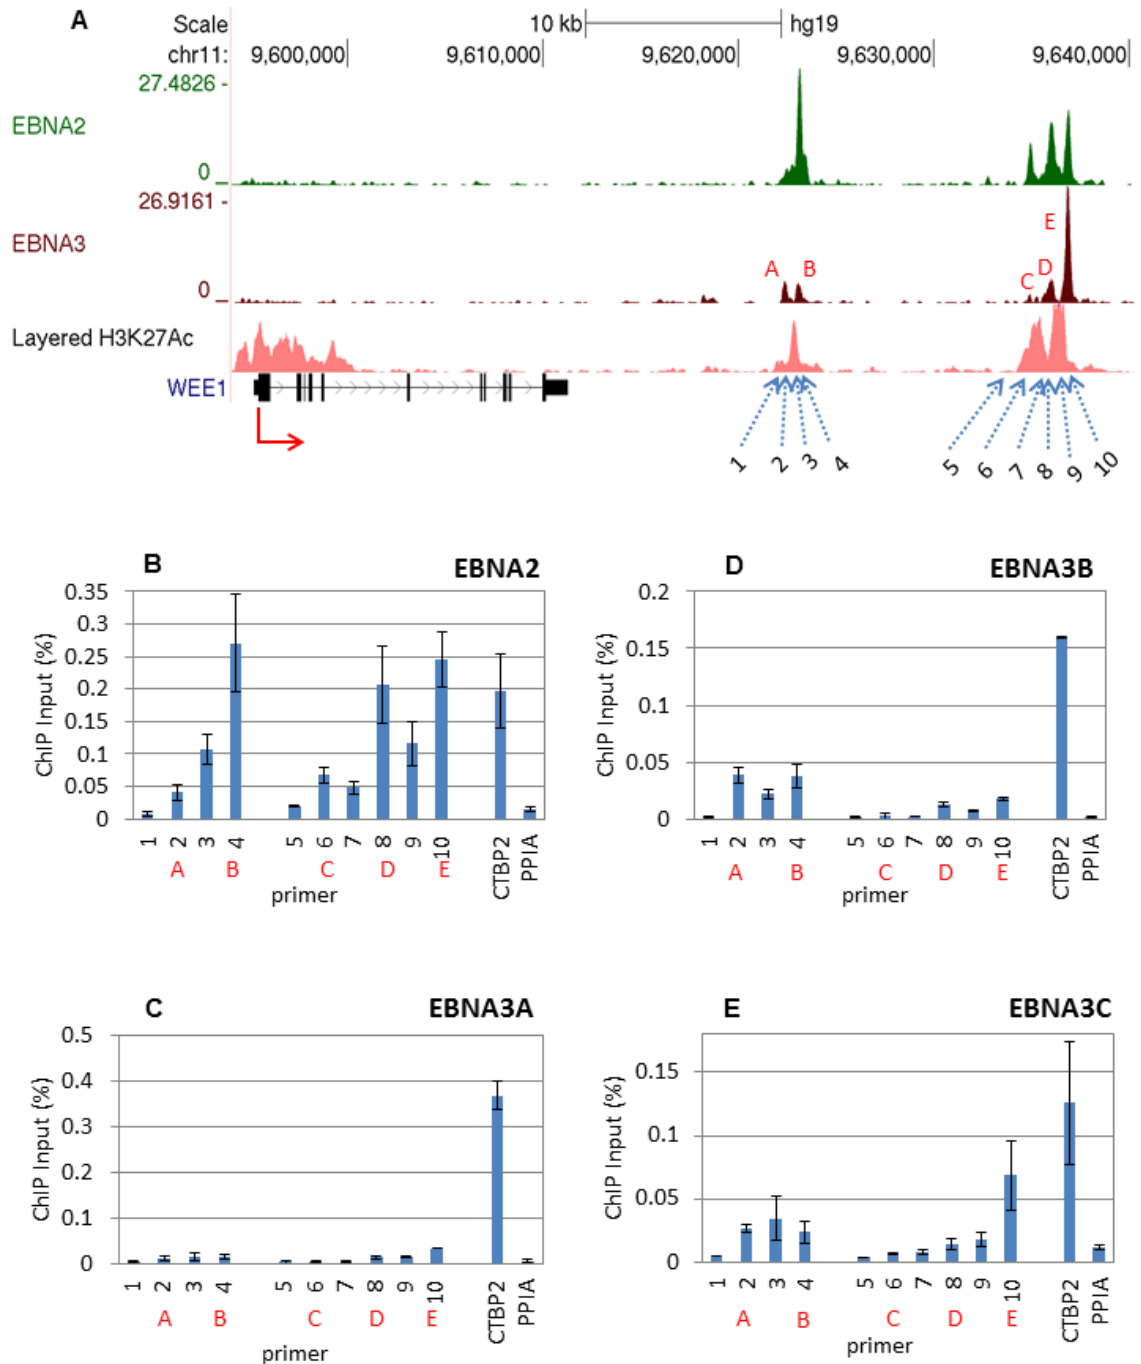 A
Scale 10 kb hg19
chr11: 9,600,000 9,610,000 9,620,000 9,630,000 9,640,000
27.4826 -
EBNA2
0
26.9161 -
EBNA3
0
A B C D E
Layered H3K27Ac
WEE1
1 2 3 4 5 6 7 8 9 10
B EBNA2
ChIP Input (%)
0.35
0.3
0.25
0.2
0.15
0.1
0.05
0
1 2 3 4 5 6 7 8 9 10 CTBP2 PPIA
A B C D E
primer
D EBNA3B
ChIP Input (%)
0.2
0.15
0.1
0.05
0
1 2 3 4 5 6 7 8 9 10 CTBP2 PPIA
A B C D E
primer
C EBNA3A
ChIP Input (%)
0.5
0.4
0.3
0.2
0.1
0
1 2 3 4 5 6 7 8 9 10 CTBP2 PPIA
A B C D E
primer
E EBNA3C
ChIP Input (%)
0.15
0.1
0.05
0
1 2 3 4 5 6 7 8 9 10 CTBP2 PPIA
A B C D E
primer